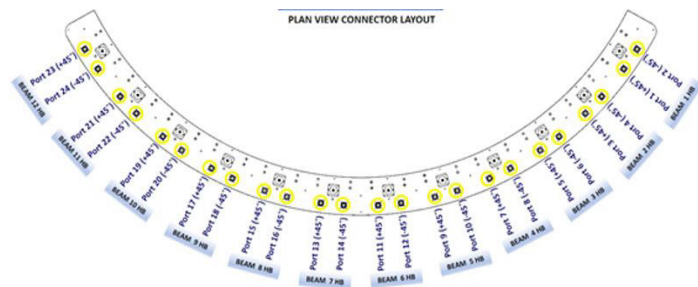 PLAN VIEW CONNECTOR LAYOUT
Port 23 (+45°)
Port 24 (-45°)
BEAM 12 HB
Port 21 (+45°)
Port 22 (-45°)
BEAM 11 HB
Port 19 (+45°)
Port 20 (-45°)
BEAM 10 HB
Port 17 (+45°)
Port 18 (-45°)
BEAM 9 HB
Port 15 (+45°)
Port 16 (-45°)
BEAM 8 HB
Port 13 (+45°)
Port 14 (-45°)
BEAM 7 HB
Port 11 (+45°)
Port 12 (-45°)
BEAM 6 HB
Port 9 (+45°)
Port 10 (-45°)
BEAM 5 HB
Port 7 (+45°)
Port 8 (-45°)
BEAM 4 HB
Port 5 (+45°)
Port 6 (-45°)
BEAM 3 HB
Port 3 (+45°)
Port 4 (-45°)
BEAM 2 HB
Port 1 (+45°)
Port 2 (-45°)
BEAM 1 HB